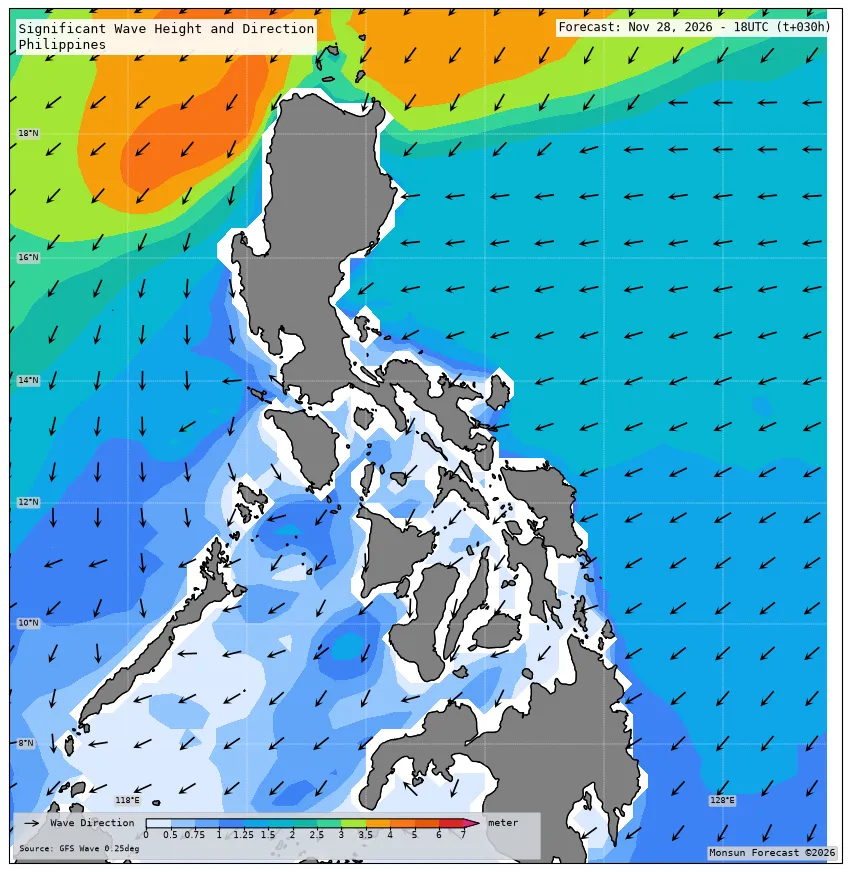 Significant Wave Height and Direction
Philippines
Forecast: Nov 28, 2026 - 18UTC (t+030h)
18°N
16°N
14°N
12°N
10°N
8°N
118°E
128°E
Wave Direction
meter
0 0.5 0.75 1 1.25 1.5 2 2.5 3 3.5 4 5 6 7
Source: GFS Wave 0.25deg
Monsun Forecast ©2026